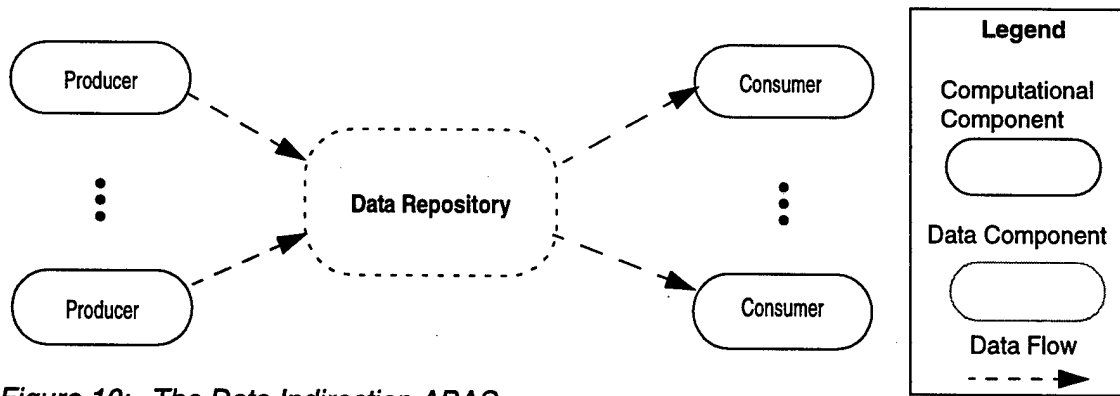 Producer
Consumer
Data Repository
Producer
Consumer
Legend
Computational
Component
Data Component
Data Flow
Figure 10: The Data Indirection ABAS